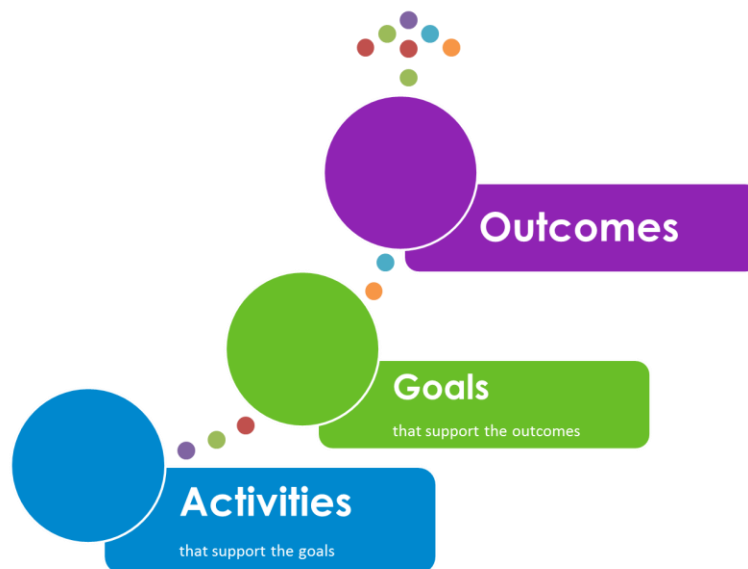 Outcomes
Goals
that support the outcomes
Activities
that support the goals